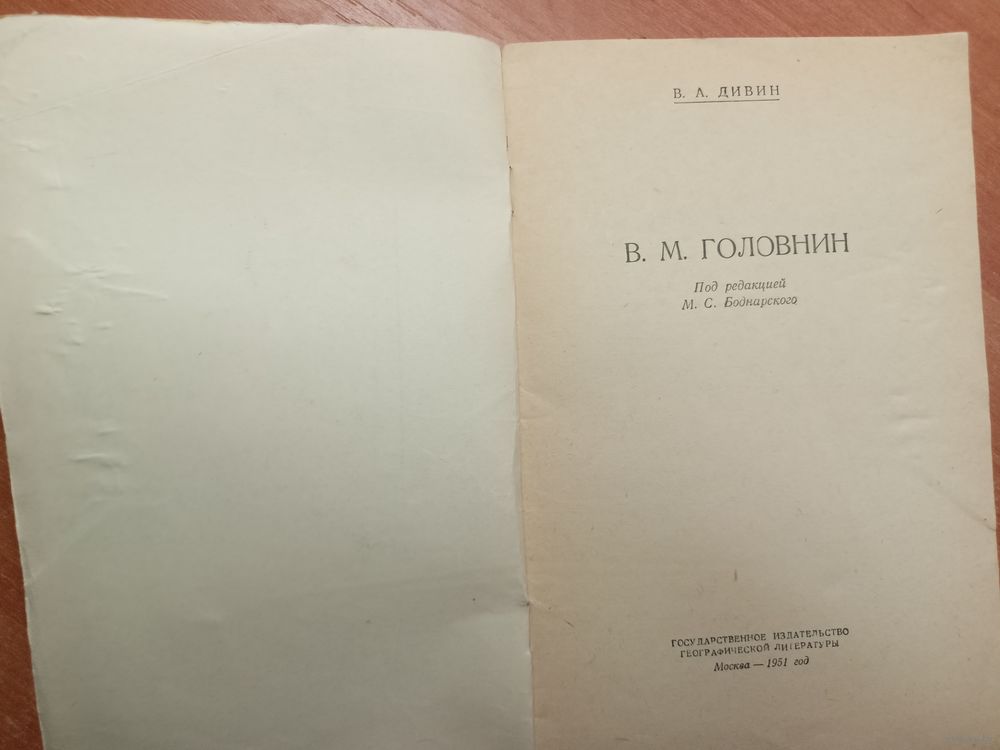 В. А. ДИВИН
В. М. ГОЛОВНИН
Под редакцией
М. С. Боднарского
ГОСУДАРСТВЕННОЕ ИЗДАТЕЛЬСТВО
ГЕОГРАФИЧЕСКОЙ ЛИТЕРАТУРЫ
Москва — 1951 год